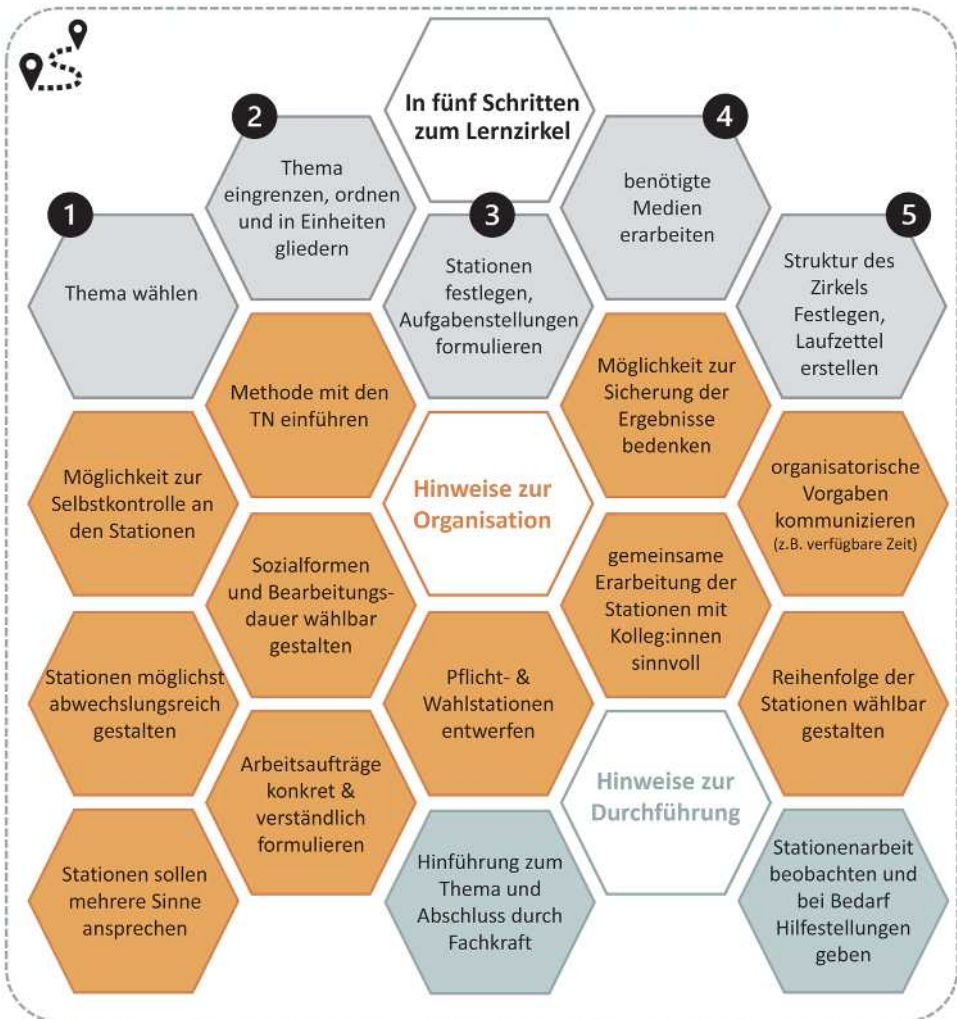 In fünf Schritten
zum Lernzirkel
1
Thema wählen
2
Thema
eingrenzen, ordnen
und in Einheiten
gliedern
3
Stationen
festlegen,
Aufgabenstellungen
formulieren
4
benötigte
Medien
erarbeiten
5
Struktur des
Zirkels
Festlegen,
Laufzettel
erstellen
Hinweise zur
Organisation
Methode mit den
TN einführen
Möglichkeit zur
Sicherung der
Ergebnisse
bedenken
Möglichkeit zur
Selbstkontrolle an
den Stationen
organisatorische
Vorgaben
kommunizieren
(z.B. verfügbare Zeit)
Sozialformen
und Bearbeitungs-
dauer wählbar
gestalten
gemeinsame
Erarbeitung der
Stationen mit
Kolleg:innen
sinnvoll
Stationen möglichst
abwechslungsreich
gestalten
Pflicht- &
Wahlstationen
entwerfen
Reihenfolge der
Stationen wählbar
gestalten
Arbeitsaufträge
konkret &
verständlich
formulieren
Stationen sollen
mehrere Sinne
ansprechen
Hinweise zur
Durchführung
Hinführung zum
Thema und
Abschluss durch
Fachkraft
Stationenarbeit
beobachten und
bei Bedarf
Hilfestellungen
geben